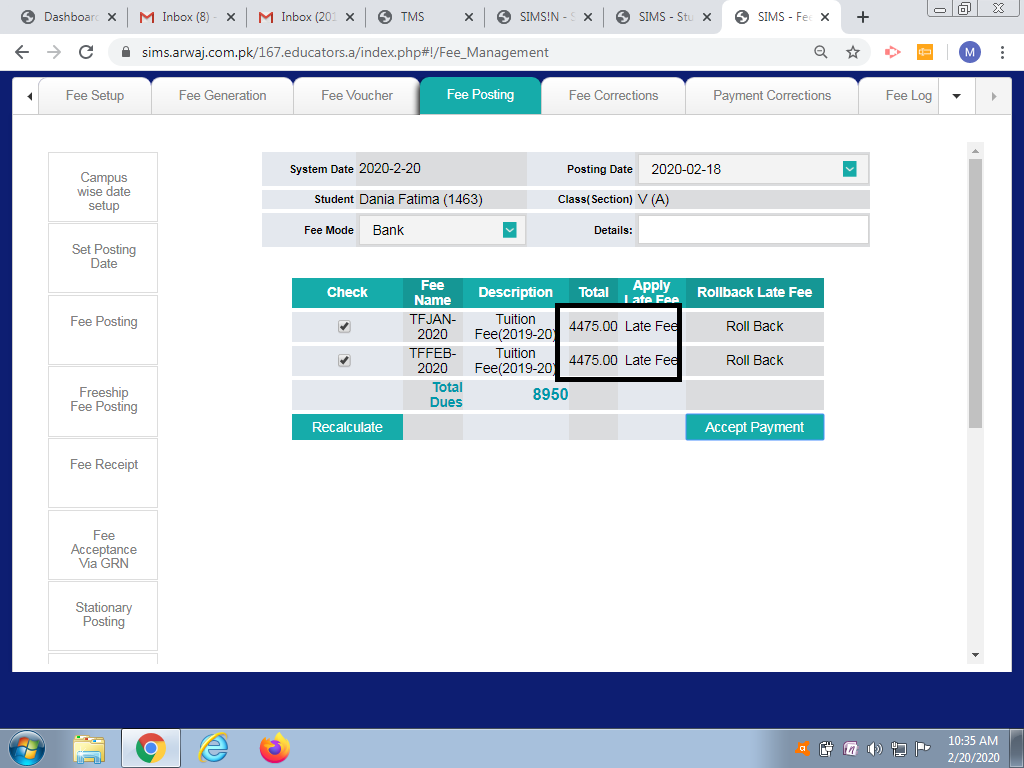 Dashboar
Inbox (8) -
Inbox (201
TMS
SIMS!N - S
SIMS - Stu
SIMS - Fe
sims.arwaj.com.pk/167.educators.a/index.php#!/Fee_Management
M
Fee Setup
Fee Generation
Fee Voucher
Fee Posting
Fee Corrections
Payment Corrections
Fee Log
Campus
wise date
setup
Set Posting
Date
Fee Posting
Freeship
Fee Posting
Fee Receipt
Fee
Acceptance
Via GRN
Stationary
Posting
System Date 2020-2-20 Posting Date 2020-02-18
Student Dania Fatima (1463) Class(Section) V (A)
Fee Mode Bank Details:
Check Fee Name Description Total Apply Late Fee Rollback Late Fee
TFJAN-2020 Tuition Fee(2019-20) 4475.00 Late Fee Roll Back
TFFEB-2020 Tuition Fee(2019-20) 4475.00 Late Fee Roll Back
Total Dues 8950
Recalculate Accept Payment
10:35 AM
2/20/2020